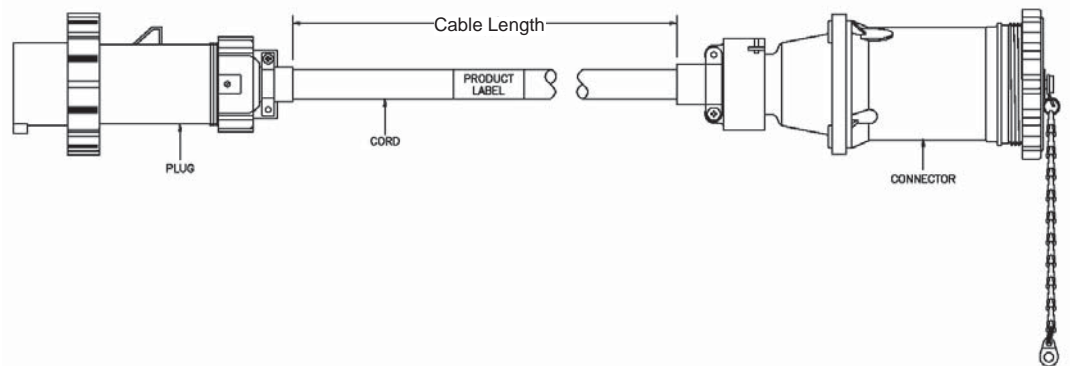 Cable Length
PRODUCT
LABEL
CORD
PLUG
CONNECTOR